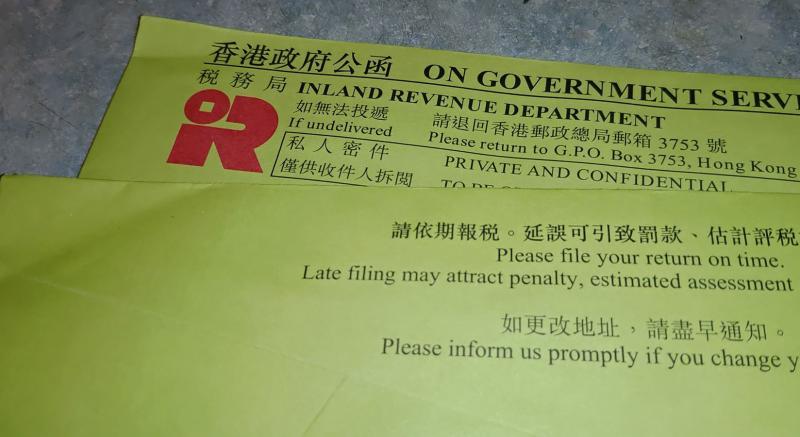 香港政府公函 ON GOVERNMENT
税務局 INLAND REVENUE DEPARTMENT
如無法投遞 請退回香港郵政總局郵箱 3753 號
If undelivered Please return to G.P.O. Box 3753, Hong Kong
私人密件 PRIVATE AND CONFIDENTIAL
僅供收件人拆閱 TO BE
請依期報税。延誤可引致罰款、估計評税
Please file your return on time.
Late filing may attract penalty, estimated assessment
如更改地址，請盡早通知。
Please inform us promptly if you change